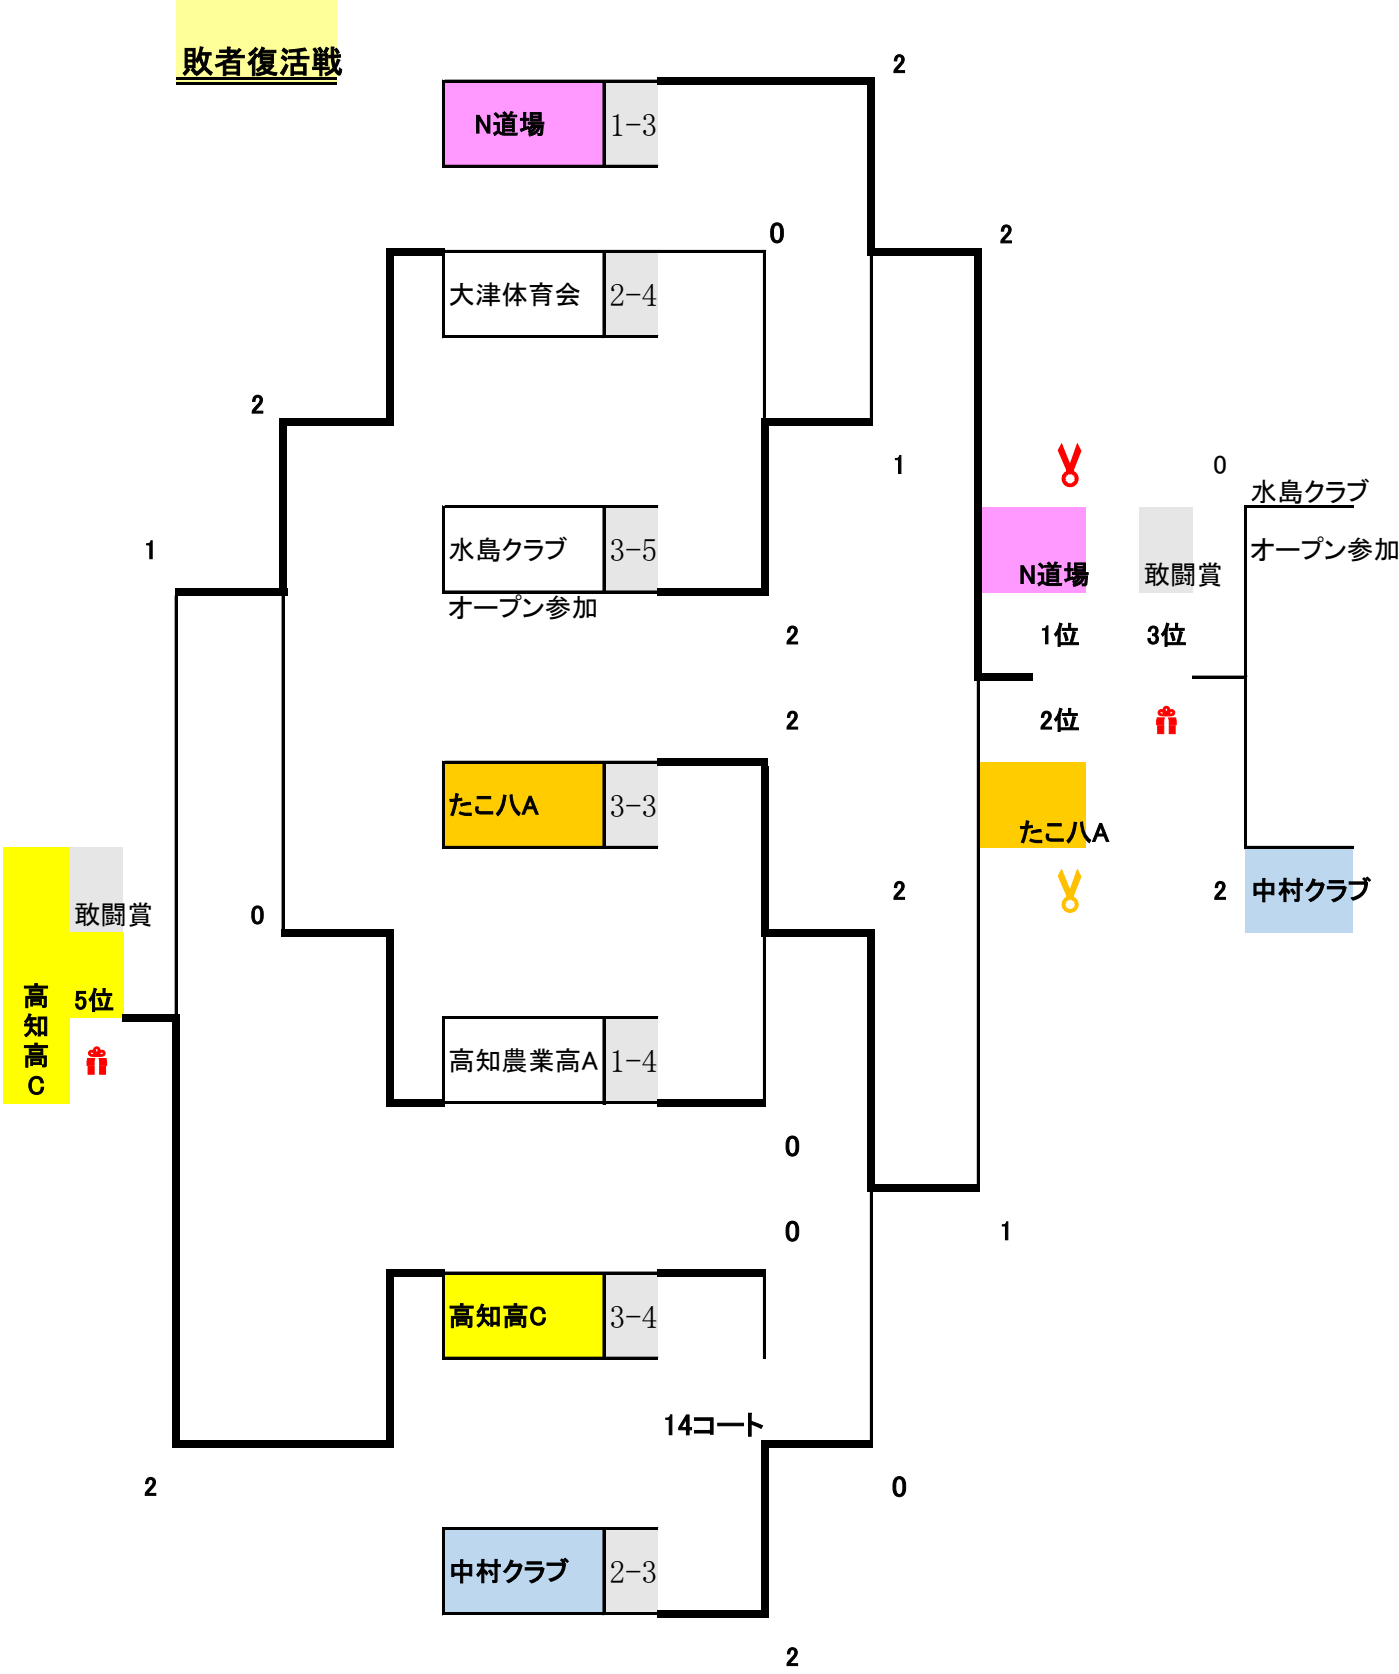 敗者復活戦
2
N道場 1-3
0
2
大津体育会 2-4
2
1
0
水島クラブ
水島クラブ 3-5
オープン参加
1
オープン参加
N道場 敢闘賞
2
1位 3位
2
2位
たこ八A 3-3
たこ八A
2
2 中村クラブ
敢闘賞
0
高知高C
5位
高知農業高A 1-4
0
0
1
高知高C 3-4
14コート
2
0
中村クラブ 2-3
2